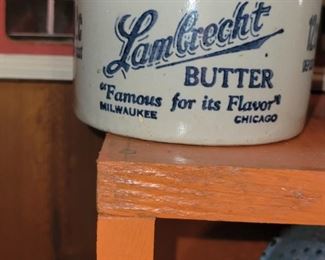 Lambrecht
BUTTER
"Famous for its Flavor"
MILWAUKEE CHICAGO